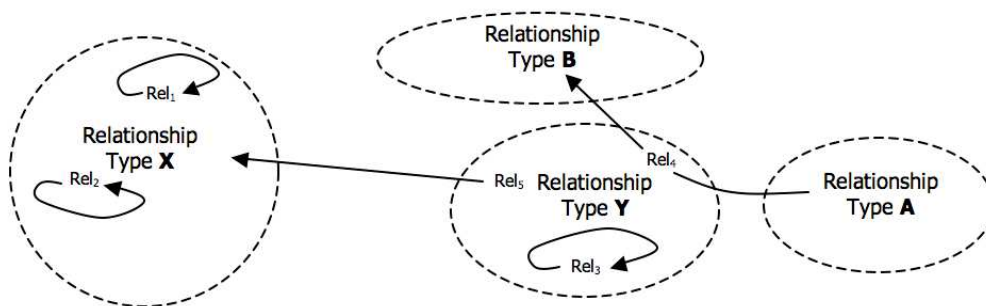 Relationship
Type B
Rel₁
Relationship
Type X
Rel₂
Rel₄
Rel₅
Relationship
Type Y
Relationship
Type A
Rel₃